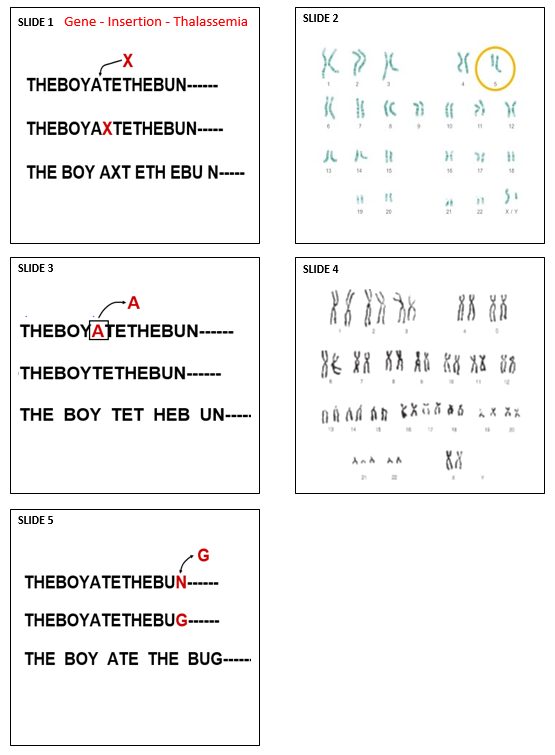 SLIDE 1 Gene - Insertion - Thalassemia
X
THEBOYATETHEBUN------
THEBOYAXTETHEBUN-----
THE BOY AXT ETH EBU N-----
SLIDE 2
1 2 3 4 5
6 7 8 9 10 11 12
13 14 15 16 17 18
19 20 21 22 X / Y
SLIDE 3
A
THEBOYATETHEBUN------
THEBOYTETHEBUN------
THE BOY TET HEB UN-----
SLIDE 4
1 2 3 4 5
6 7 8 9 10 11 12
13 14 15 16 17 18 19 20
21 22 X Y
SLIDE 5
G
THEBOYATETHEBUN------
THEBOYATETHEBUG------
THE BOY ATE THE BUG------